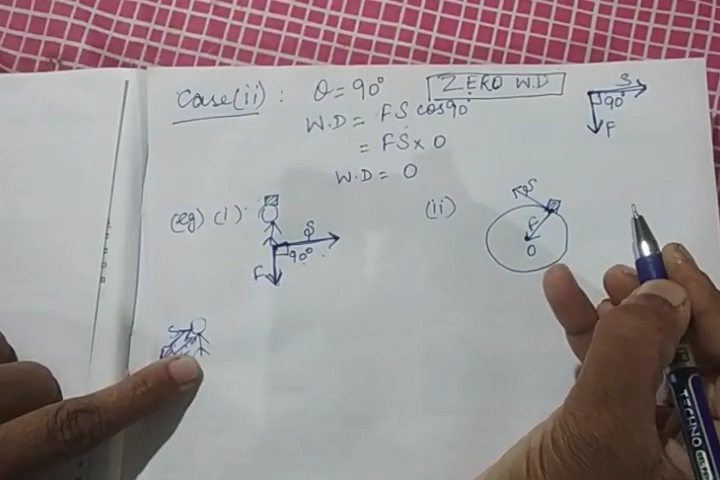 Case(ii) : θ = 90° ZERO W.D
W.D = FS cos90°
= FS × 0
W.D = 0
S
90°
F
(eg) (i)
S
90°
F
(ii)
S
F
O
TECHNO